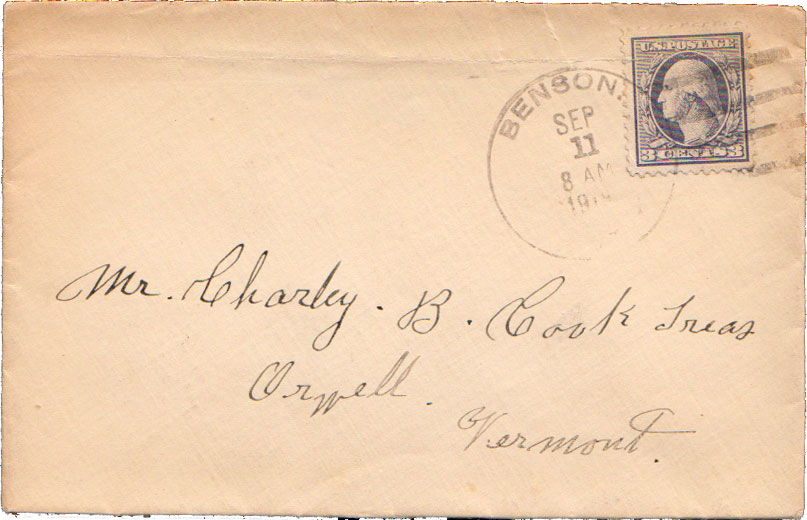 U.S. POSTAGE
3 CENTS 3
BENSON.
SEP
11
8 AM
Mr. Charley. B. Cook Treas
Orwell.
Vermont.